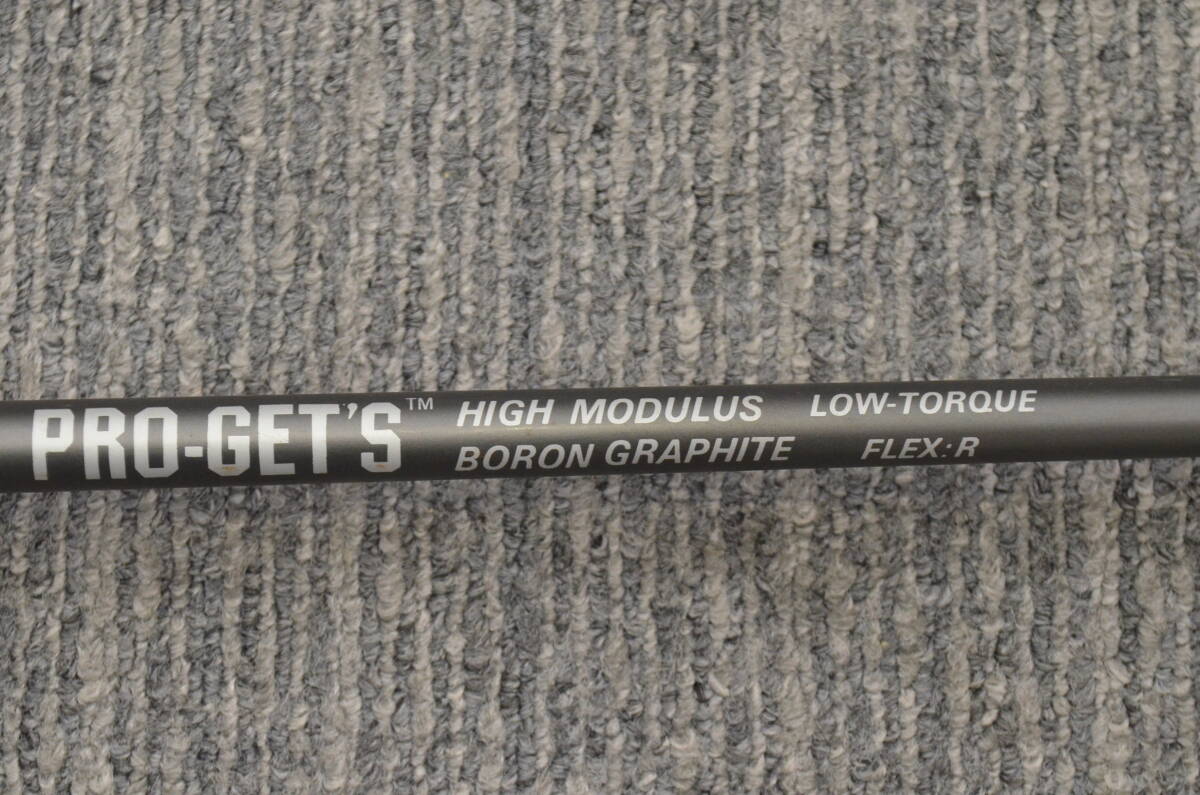 PRO-GET'S™
HIGH MODULUS LOW-TORQUE
BORON GRAPHITE FLEX:R